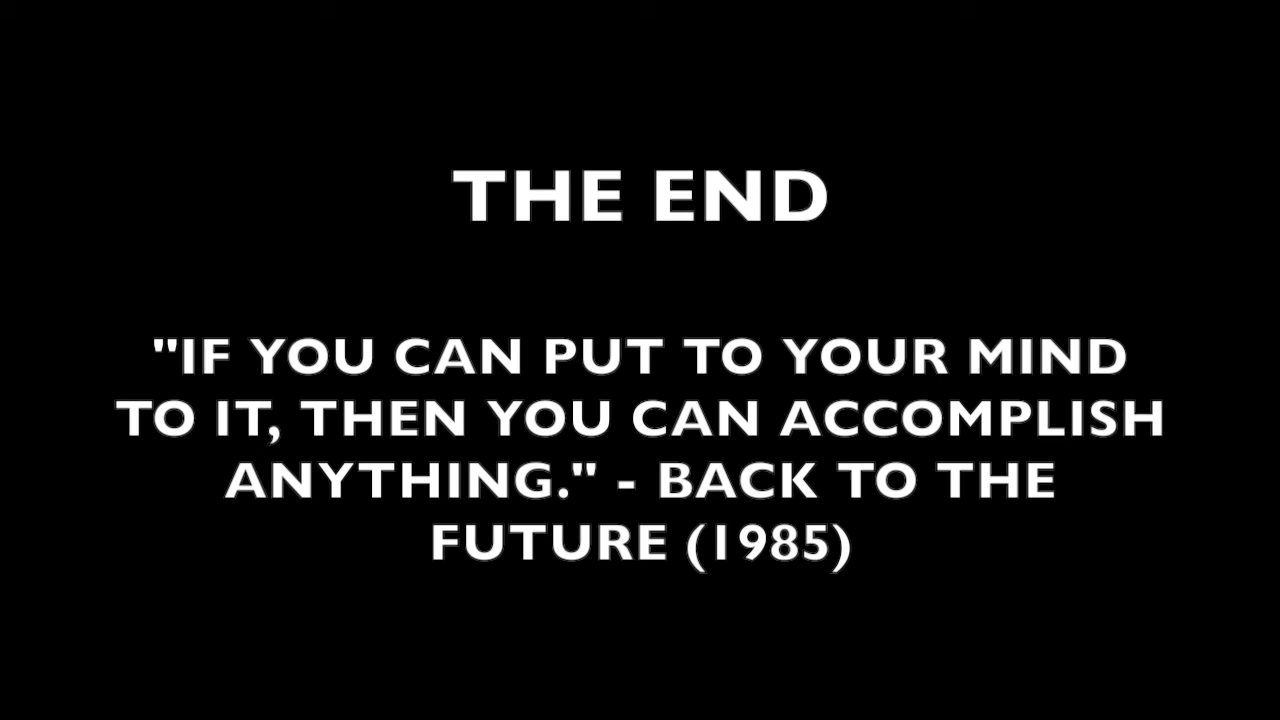 THE END
"IF YOU CAN PUT TO YOUR MIND
TO IT, THEN YOU CAN ACCOMPLISH
ANYTHING." - BACK TO THE
FUTURE (1985)